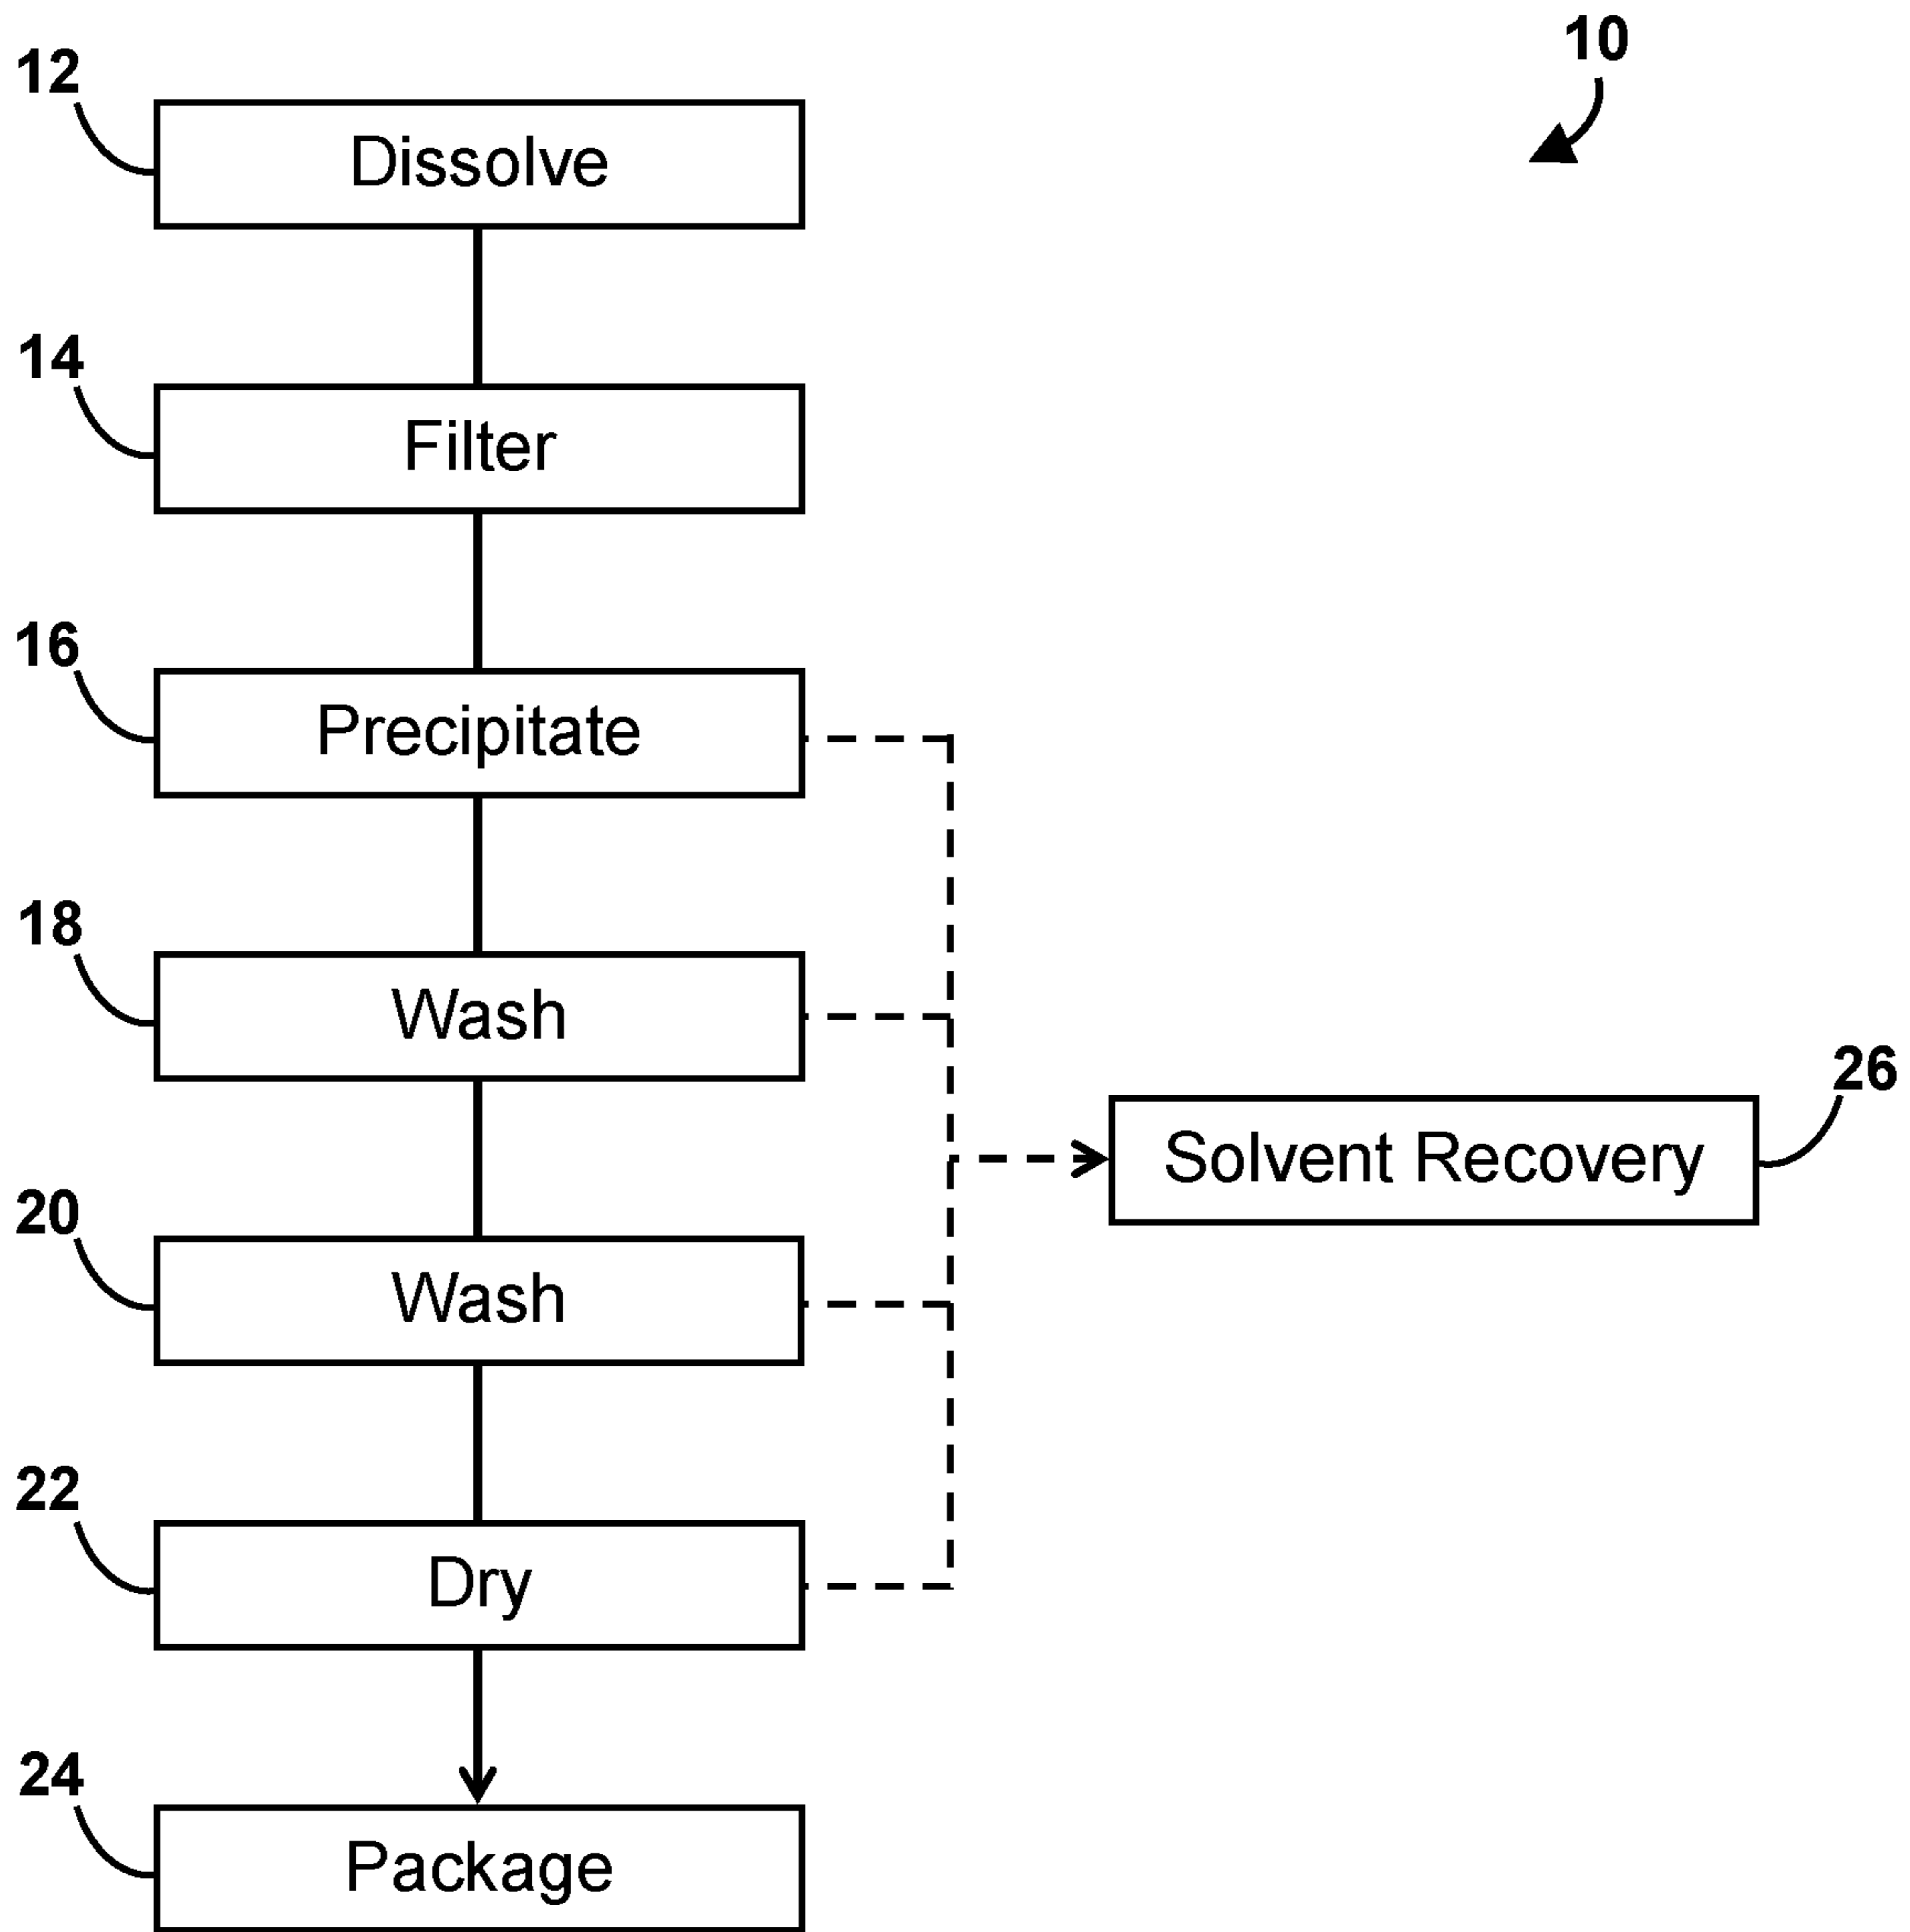 10
12
Dissolve
14
Filter
16
Precipitate
18
Wash
26
Solvent Recovery
20
Wash
22
Dry
24
Package